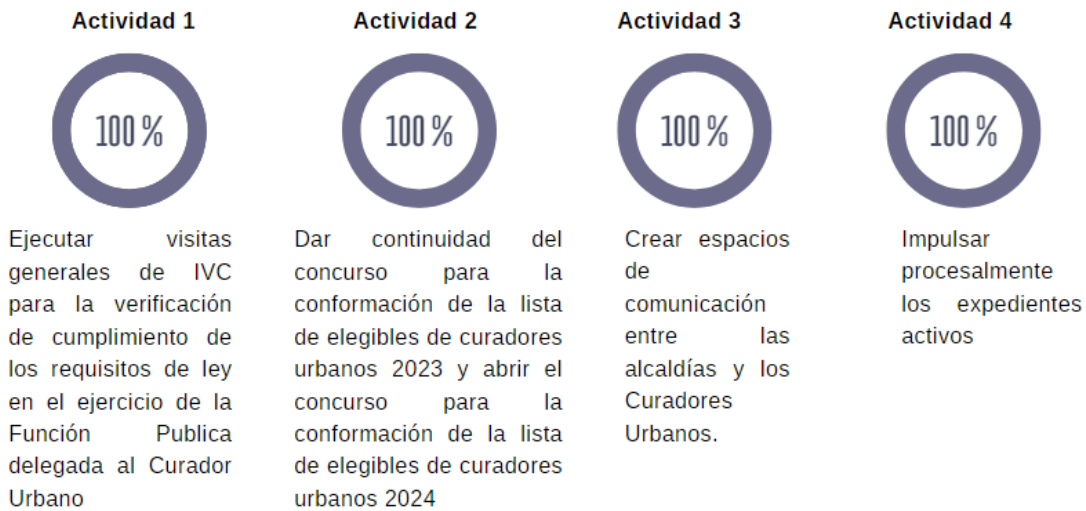 Actividad 1
100 %
Ejecutar visitas
generales de IVC
para la verificación
de cumplimiento de
los requisitos de ley
en el ejercicio de la
Función Publica
delegada al Curador
Urbano
Actividad 2
100 %
Dar continuidad del
concurso para la
conformación de la lista
de elegibles de curadores
urbanos 2023 y abrir el
concurso para la
conformación de la lista
de elegibles de curadores
urbanos 2024
Actividad 3
100 %
Crear espacios
de
comunicación
entre las
alcaldías y los
Curadores
Urbanos.
Actividad 4
100 %
Impulsar
procesalmente
los expedientes
activos